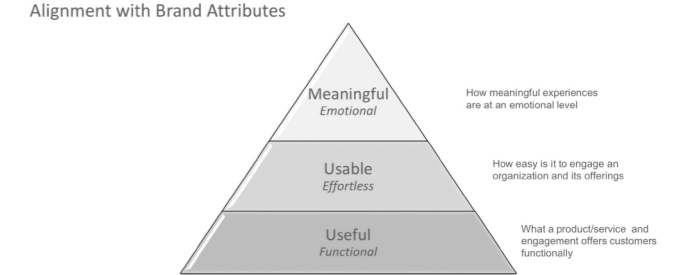 Alignment with Brand Attributes
Meaningful
Emotional
How meaningful experiences
are at an emotional level
Usable
Effortless
How easy is it to engage an
organization and its offerings
Useful
Functional
What a product/service and
engagement offers customers
functionally